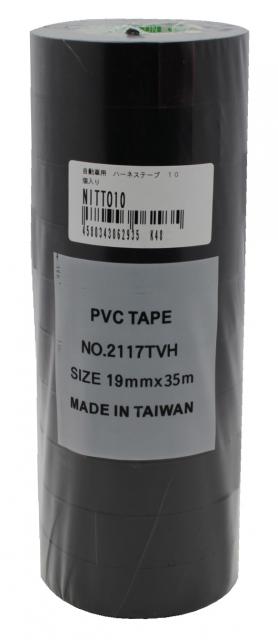 自動車用 ハーネステープ 10
個入り
NITTO10
4580343062935 K40
PVC TAPE
NO.2117TVH
SIZE 19mmx35m
MADE IN TAIWAN